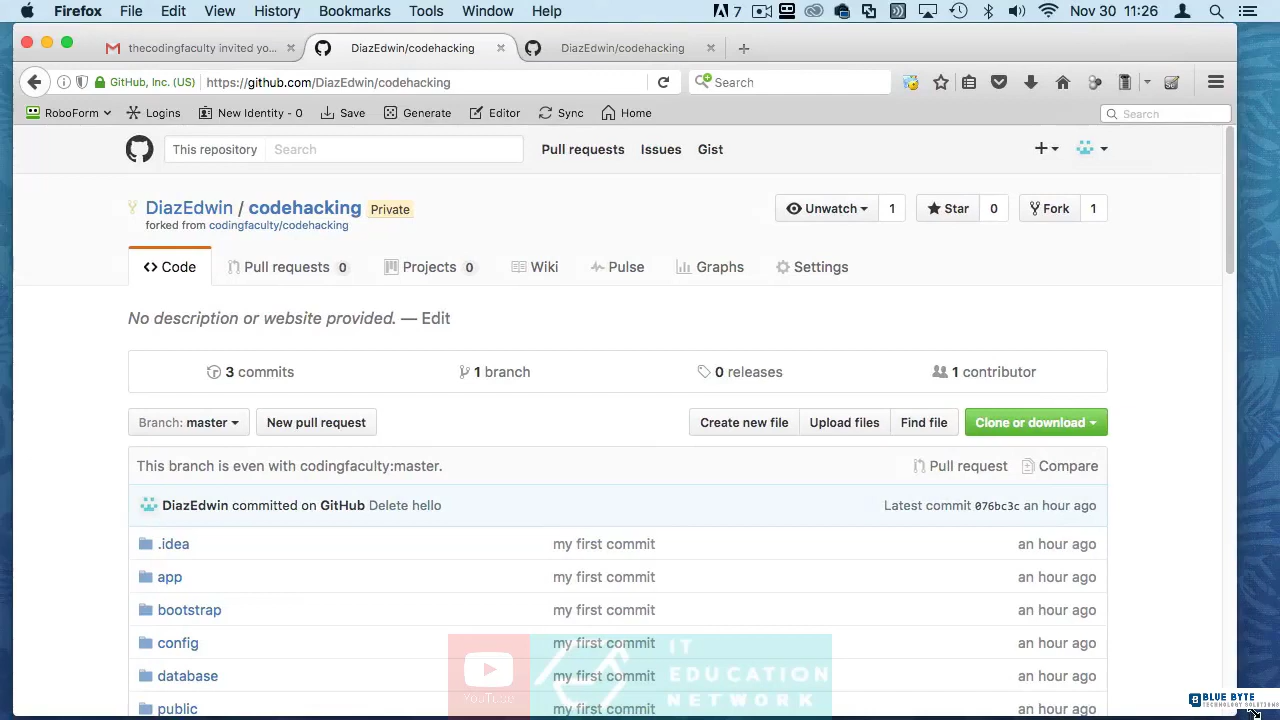 Firefox File Edit View History Bookmarks Tools Window Help 7 Nov 30 11:26
thecodingfaculty invited yo... DiazEdwin/codehacking DiazEdwin/codehacking
GitHub, Inc. (US) https://github.com/DiazEdwin/codehacking Search
RoboForm Logins New Identity - 0 Save Generate Editor Sync Home Search
This repository Search Pull requests Issues Gist
DiazEdwin / codehacking Private Unwatch 1 Star 0 Fork 1
forked from codingfaculty/codehacking
Code Pull requests 0 Projects 0 Wiki Pulse Graphs Settings
No description or website provided. — Edit
3 commits 1 branch 0 releases 1 contributor
Branch: master New pull request Create new file Upload files Find file Clone or download
This branch is even with codingfaculty:master. Pull request Compare
DiazEdwin committed on GitHub Delete hello Latest commit 076bc3c an hour ago
.idea my first commit an hour ago
app my first commit an hour ago
bootstrap my first commit an hour ago
config my first commit an hour ago
database my first commit an hour ago
public my first commit an hour ago
YouTube
IT
EDUCATION
NETWORK
BLUE BYTE
TECHNOLOGY SOLUTIONS